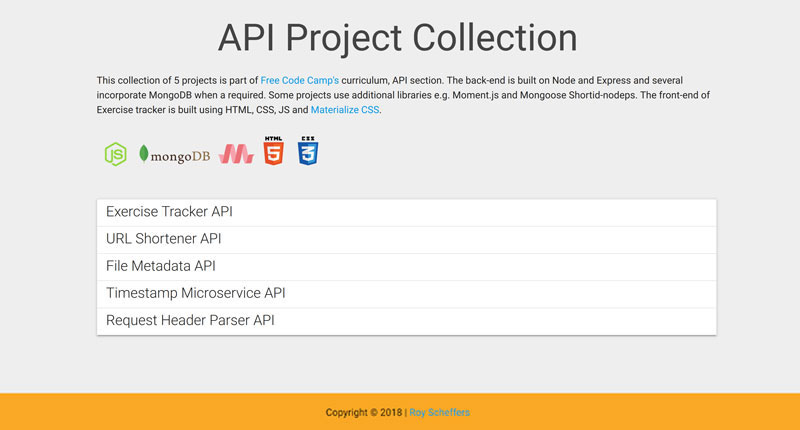 API Project Collection
This collection of 5 projects is part of Free Code Camp's curriculum, API section. The back-end is built on Node and Express and several
incorporate MongoDB when a required. Some projects use additional libraries e.g. Moment.js and Mongoose Shortid-nodeps. The front-end of
Exercise tracker is built using HTML, CSS, JS and Materialize CSS.
JS mongoDB HTML 5 CSS 3
Exercise Tracker API
URL Shortener API
File Metadata API
Timestamp Microservice API
Request Header Parser API
Copyright © 2018 | Roy Scheffers